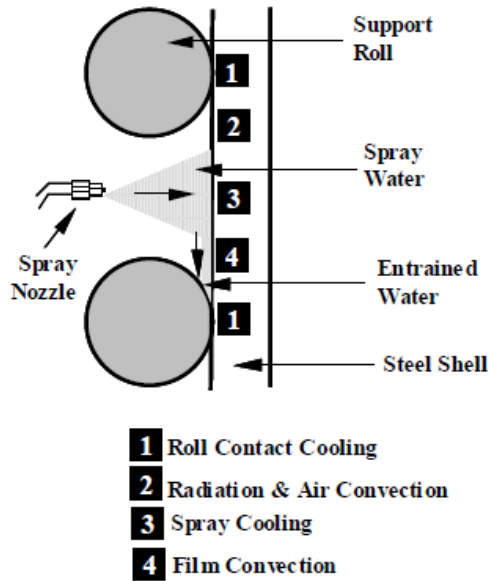 Support
Roll
1
2
Spray
Water
3
4
Spray
Nozzle
Entrained
Water
1
Steel Shell
1 Roll Contact Cooling
2 Radiation & Air Convection
3 Spray Cooling
4 Film Convection